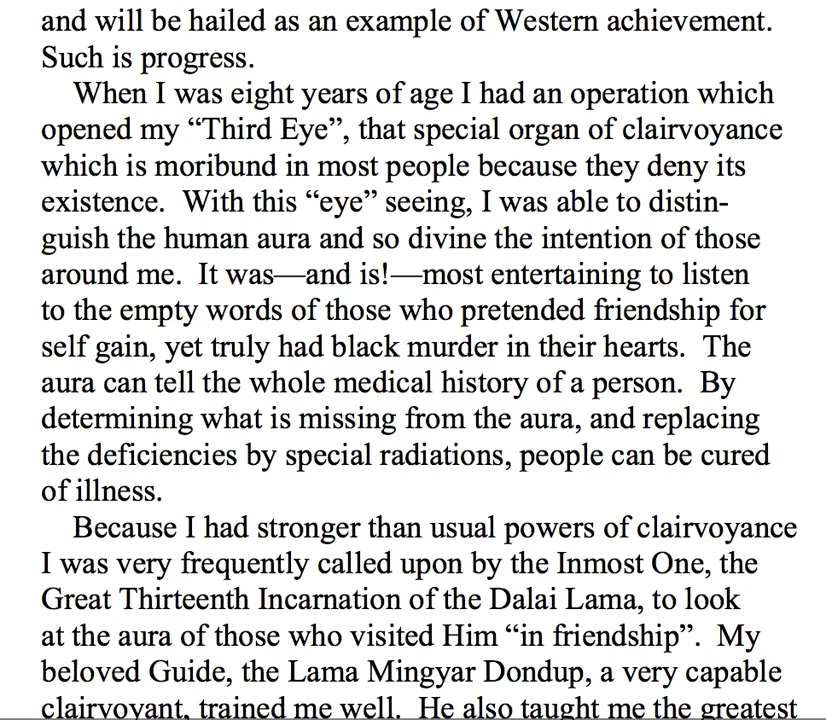 and will be hailed as an example of Western achievement.
Such is progress.
When I was eight years of age I had an operation which
opened my “Third Eye”, that special organ of clairvoyance
which is moribund in most people because they deny its
existence.  With this “eye” seeing, I was able to distin-
guish the human aura and so divine the intention of those
around me.  It was—and is!—most entertaining to listen
to the empty words of those who pretended friendship for
self gain, yet truly had black murder in their hearts.  The
aura can tell the whole medical history of a person.  By
determining what is missing from the aura, and replacing
the deficiencies by special radiations, people can be cured
of illness.
Because I had stronger than usual powers of clairvoyance
I was very frequently called upon by the Inmost One, the
Great Thirteenth Incarnation of the Dalai Lama, to look
at the aura of those who visited Him “in friendship”.  My
beloved Guide, the Lama Mingyar Dondup, a very capable
clairvoyant, trained me well.  He also taught me the greatest